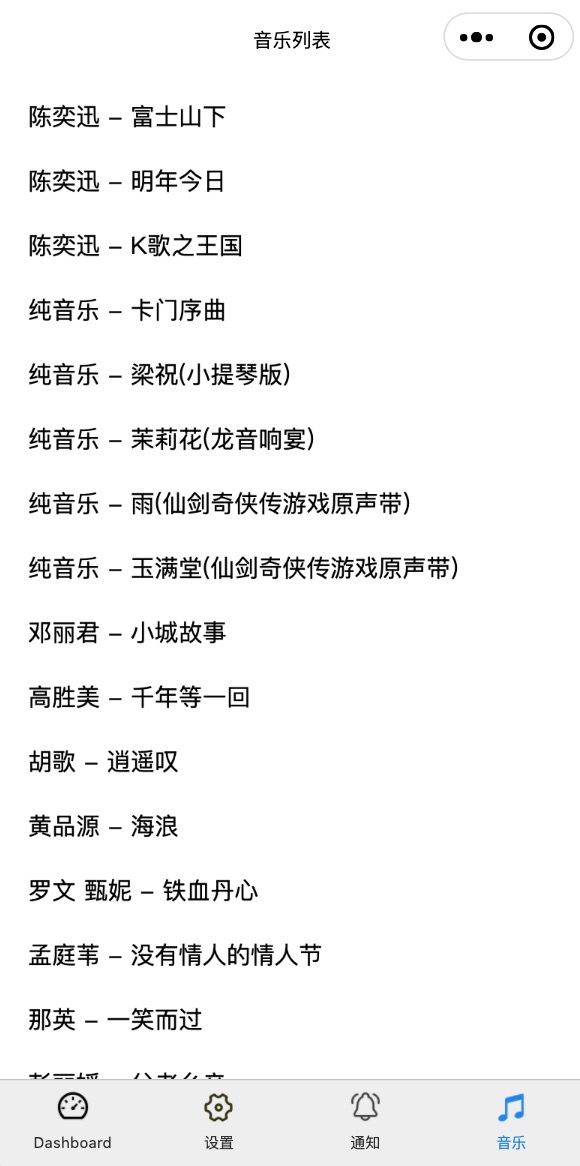 音乐列表
陈奕迅 – 富士山下
陈奕迅 – 明年今日
陈奕迅 – K歌之王国
纯音乐 – 卡门序曲
纯音乐 – 梁祝(小提琴版)
纯音乐 – 茉莉花(龙音响宴)
纯音乐 – 雨(仙剑奇侠传游戏原声带)
纯音乐 – 玉满堂(仙剑奇侠传游戏原声带)
邓丽君 – 小城故事
高胜美 – 千年等一回
胡歌 – 逍遥叹
黄品源 – 海浪
罗文 甄妮 – 铁血丹心
孟庭苇 – 没有情人的情人节
那英 – 一笑而过
Dashboard
设置
通知
音乐